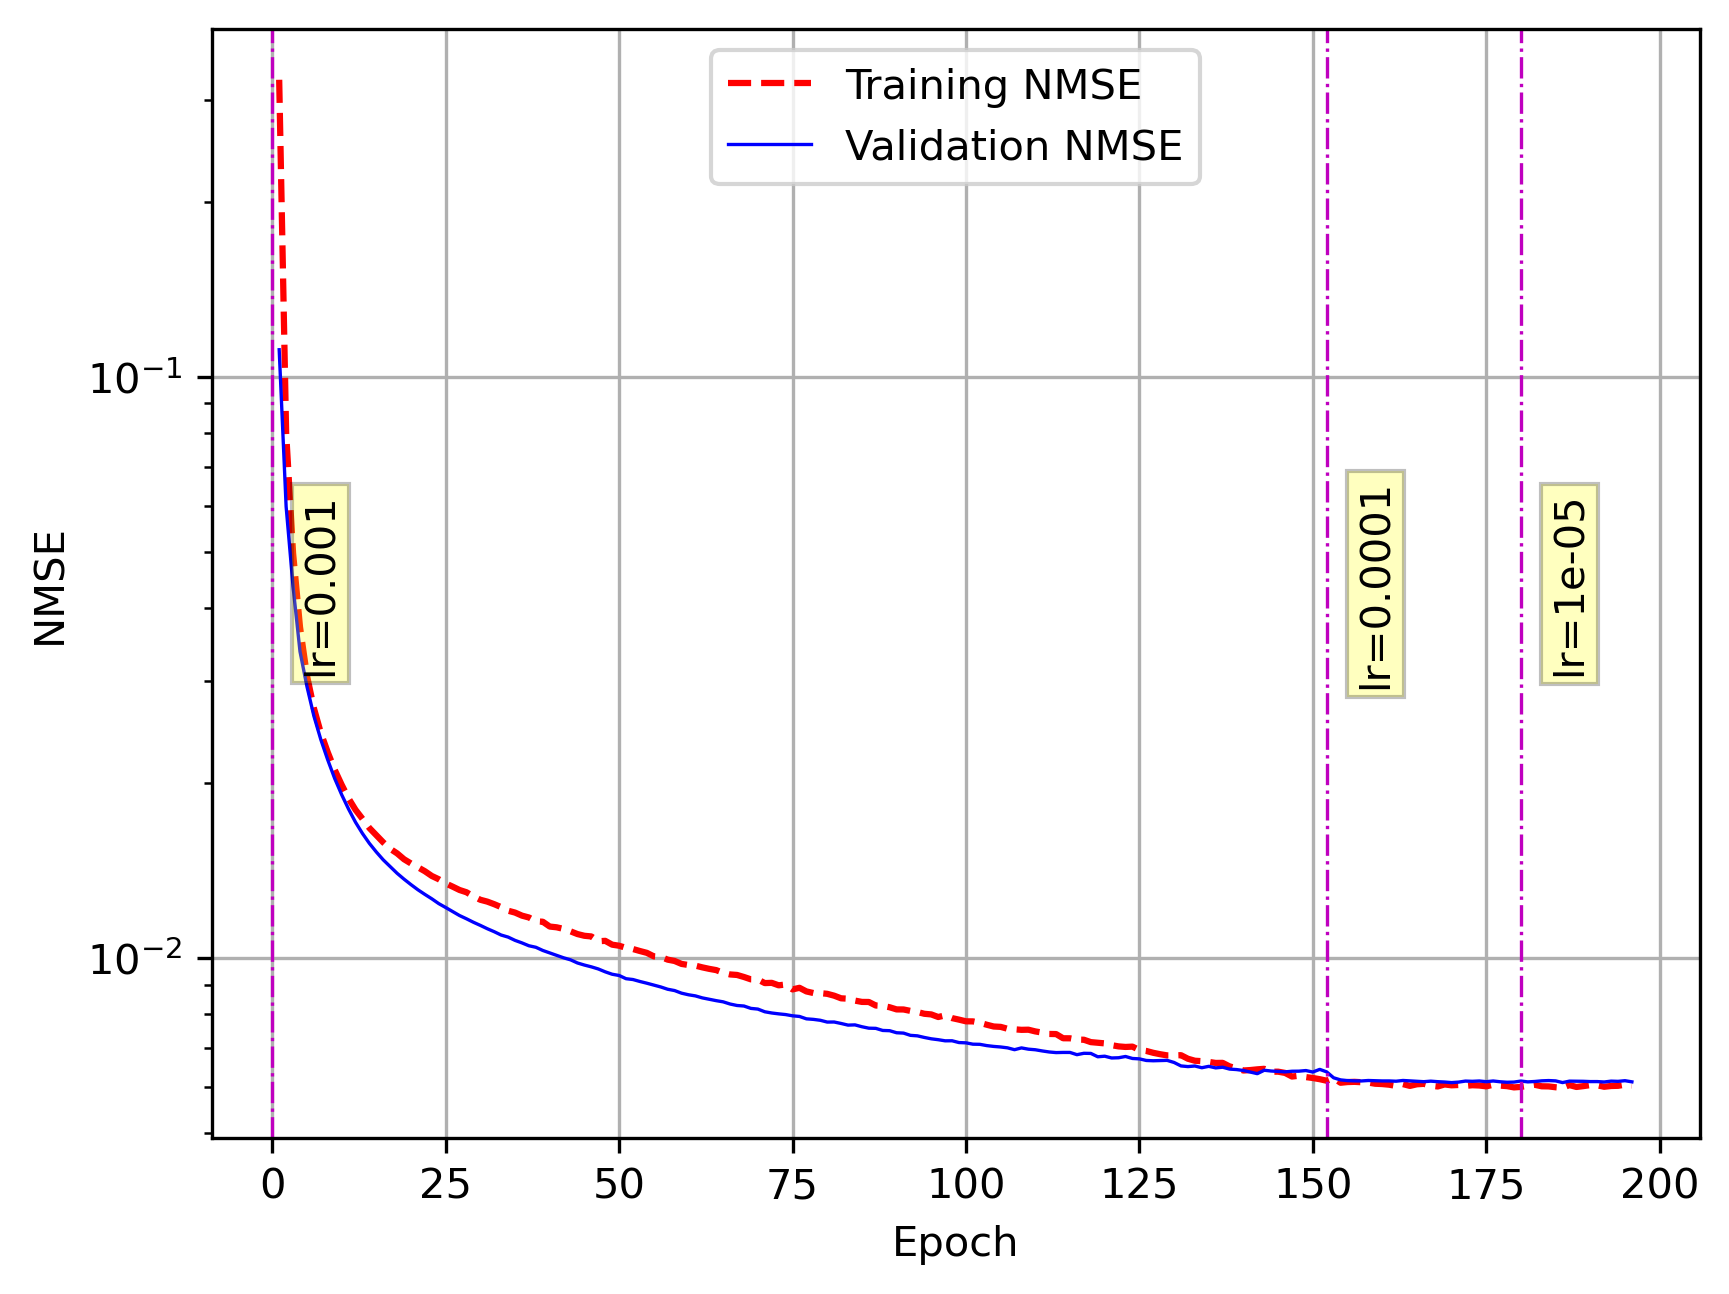 Training NMSE
Validation NMSE
10⁻¹
10⁻²
NMSE
lr=0.001
lr=0.0001
lr=1e-05
0 25 50 75 100 125 150 175 200
Epoch